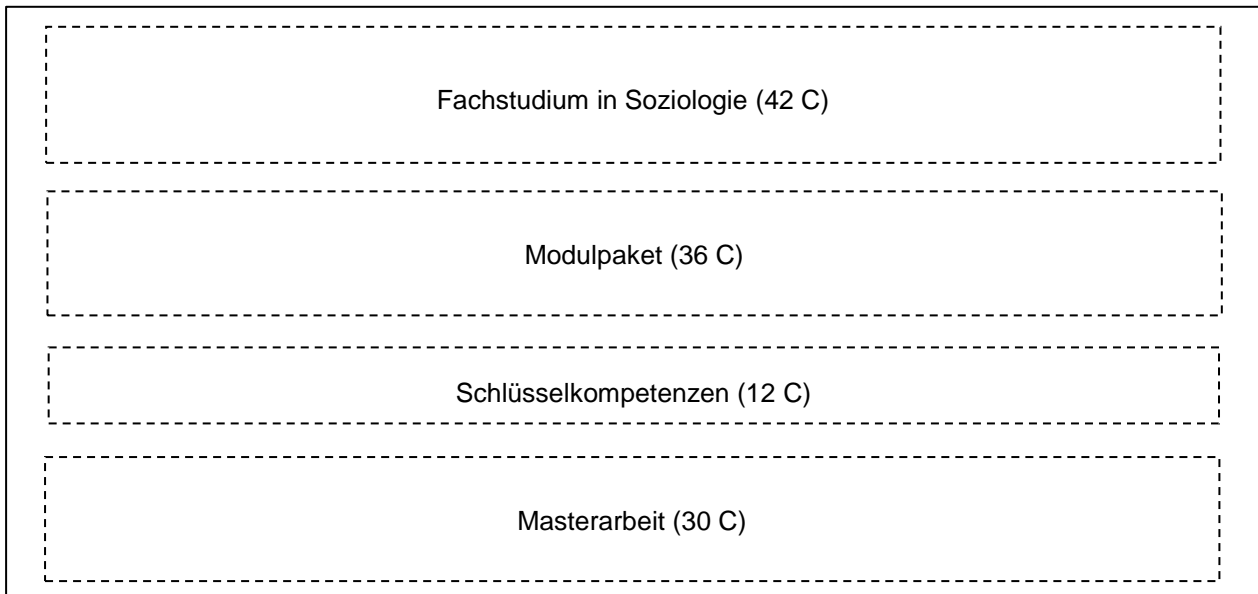 Fachstudium in Soziologie (42 C)
Modulpaket (36 C)
Schlüsselkompetenzen (12 C)
Masterarbeit (30 C)